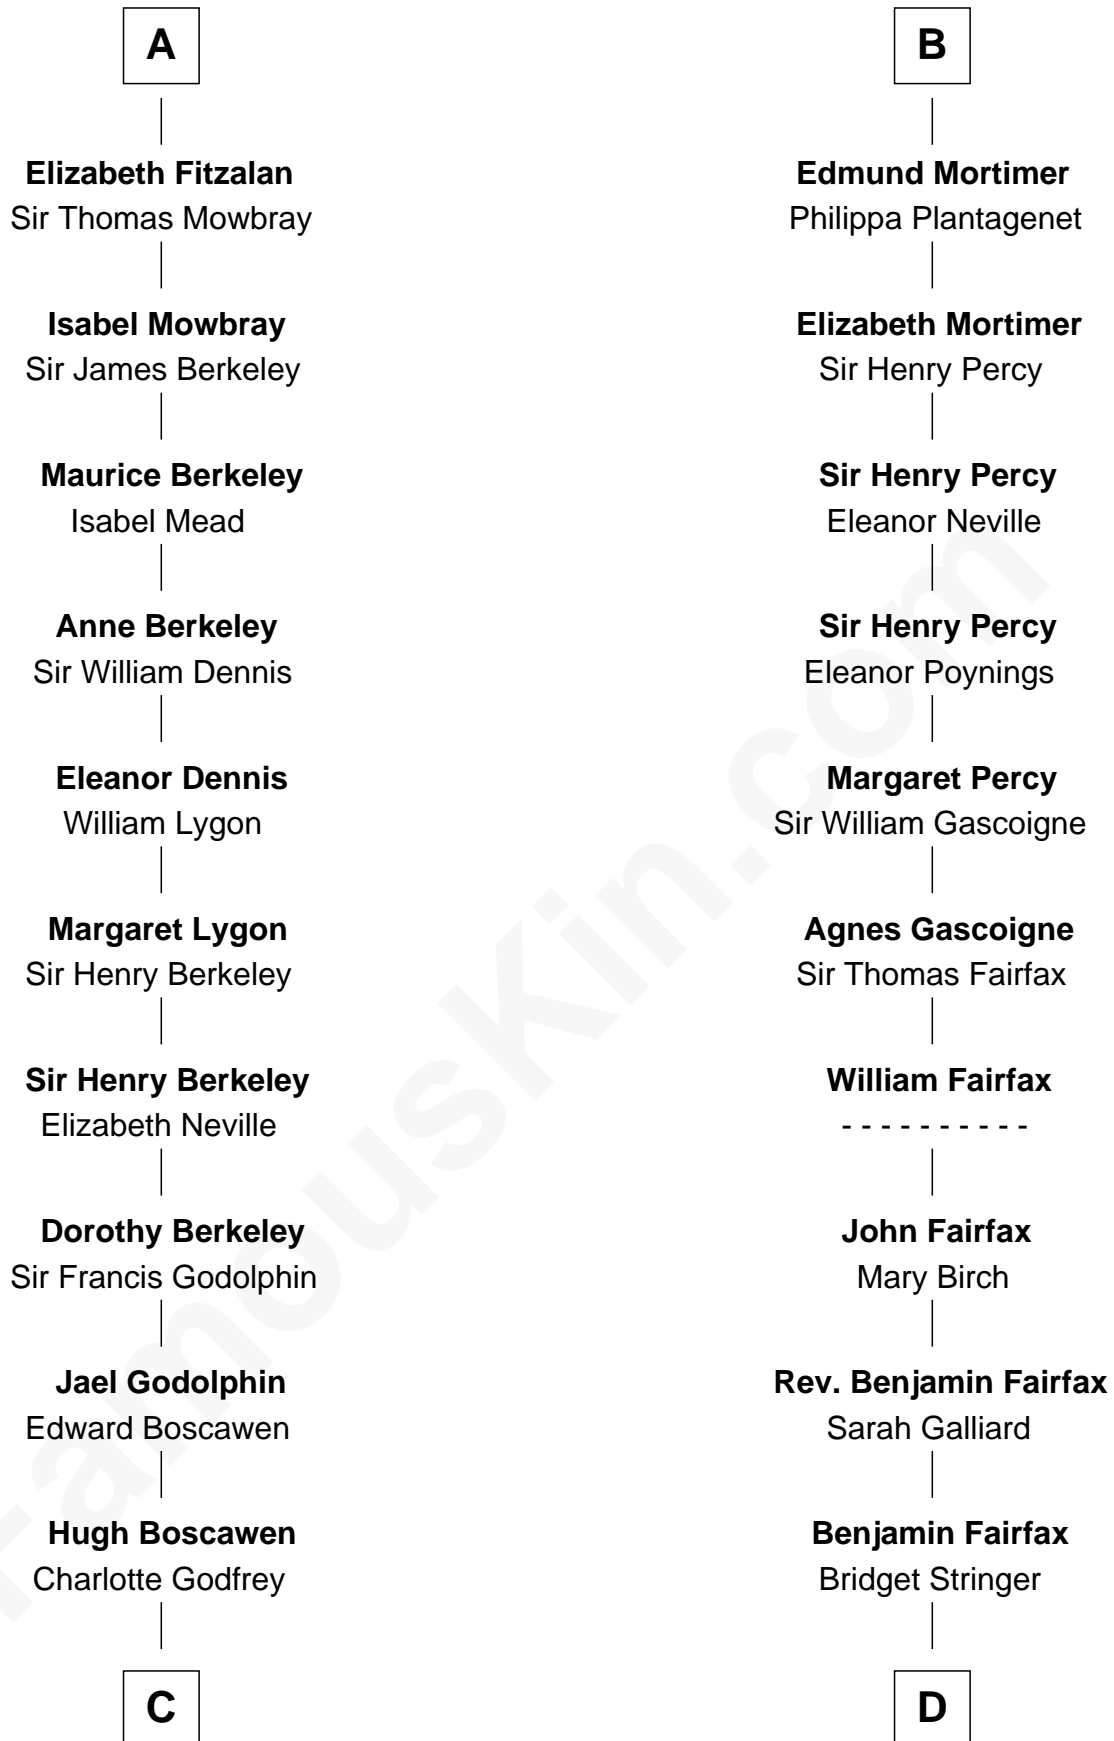 A
Elizabeth Fitzalan
Sir Thomas Mowbray
Isabel Mowbray
Sir James Berkeley
Maurice Berkeley
Isabel Mead
Anne Berkeley
Sir William Dennis
Eleanor Dennis
William Lygon
Margaret Lygon
Sir Henry Berkeley
Sir Henry Berkeley
Elizabeth Neville
Dorothy Berkeley
Sir Francis Godolphin
Jael Godolphin
Edward Boscawen
Hugh Boscawen
Charlotte Godfrey
C
B
Edmund Mortimer
Philippa Plantagenet
Elizabeth Mortimer
Sir Henry Percy
Sir Henry Percy
Eleanor Neville
Sir Henry Percy
Eleanor Poynings
Margaret Percy
Sir William Gascoigne
Agnes Gascoigne
Sir Thomas Fairfax
William Fairfax
- - - - - - - - - -
John Fairfax
Mary Birch
Rev. Benjamin Fairfax
Sarah Galliard
Benjamin Fairfax
Bridget Stringer
D
FamousKin.com